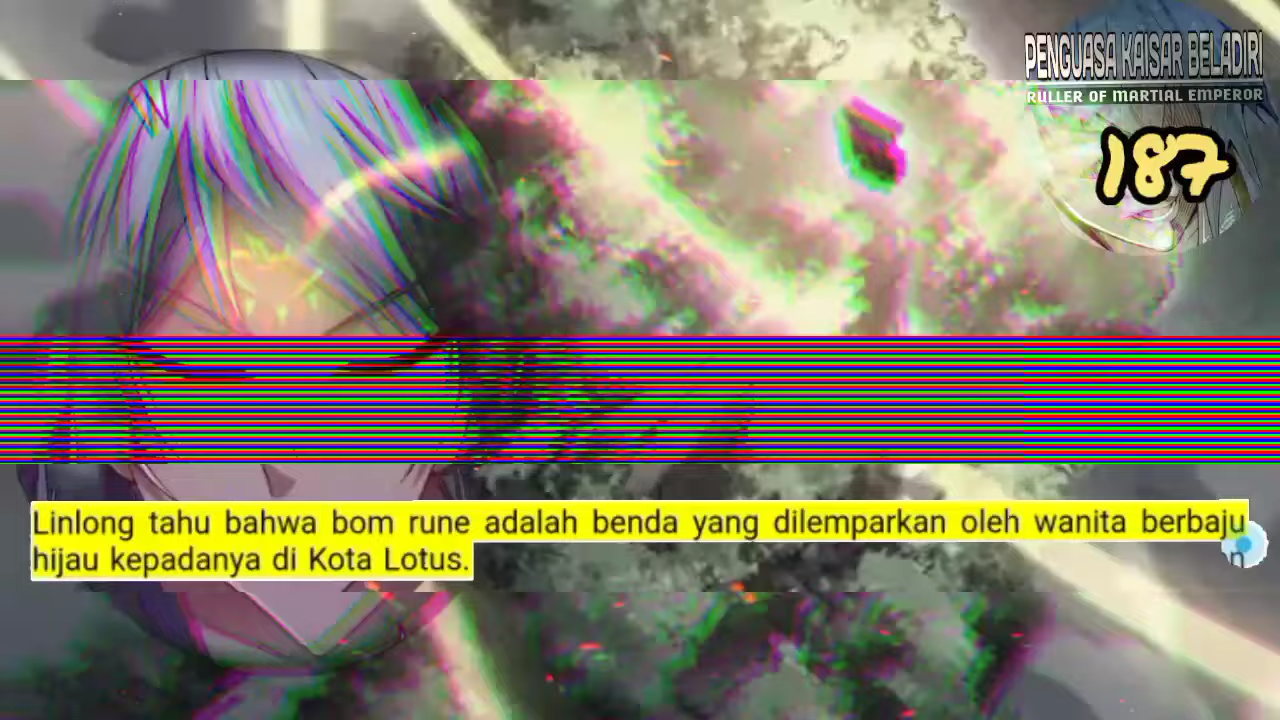 PENGUASA KAISAR BELADIRI
RULLER OF MARTIAL EMPEROR
187
Linlong tahu bahwa bom rune adalah benda yang dilemparkan oleh wanita berbaju
hijau kepadanya di Kota Lotus.
n